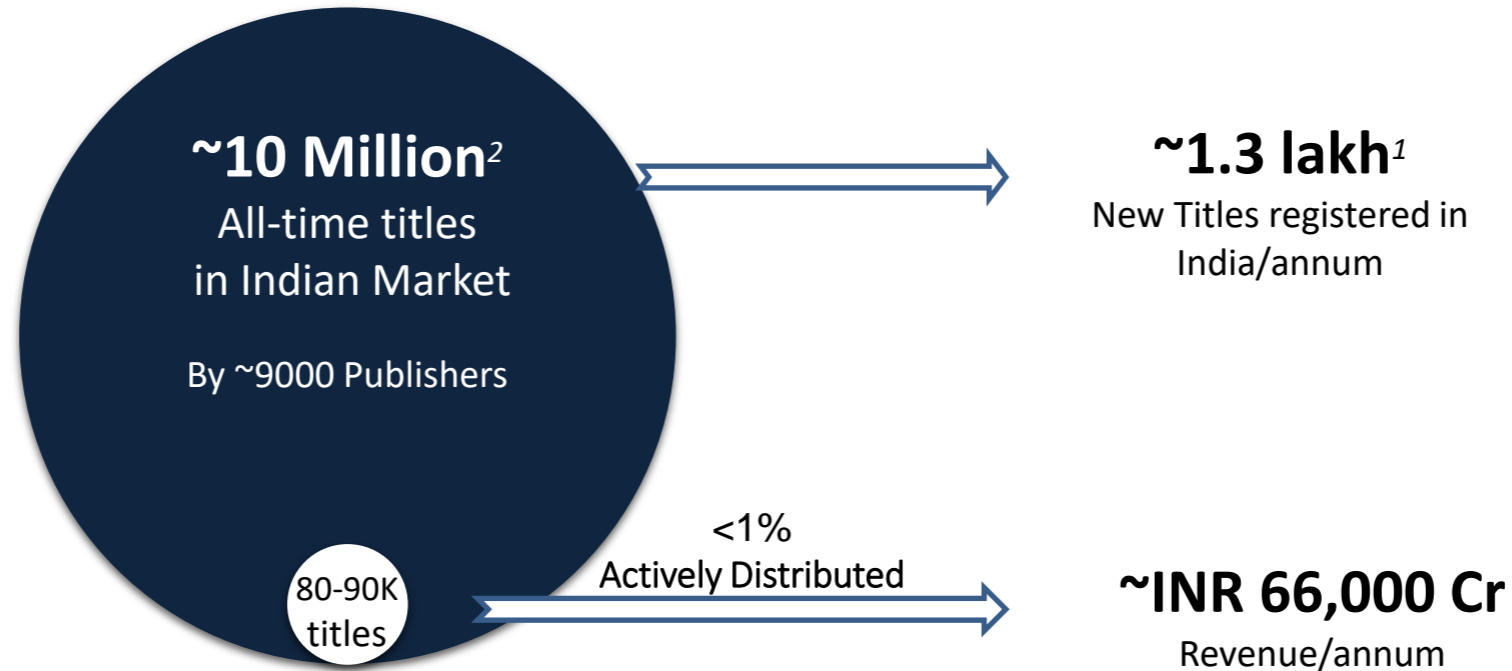 ~10 Million²
All-time titles
in Indian Market
By ~9000 Publishers
~1.3 lakh¹
New Titles registered in
India/annum
80-90K
titles
<1%
Actively Distributed
~INR 66,000 Cr
Revenue/annum